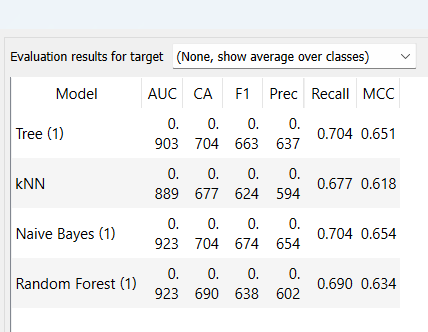 Evaluation results for target (None, show average over classes)
Model AUC CA F1 Prec Recall MCC
Tree (1) 0.903 0.704 0.663 0.637 0.704 0.651
kNN 0.889 0.677 0.624 0.594 0.677 0.618
Naive Bayes (1) 0.923 0.704 0.674 0.654 0.704 0.654
Random Forest (1) 0.923 0.690 0.638 0.602 0.690 0.634